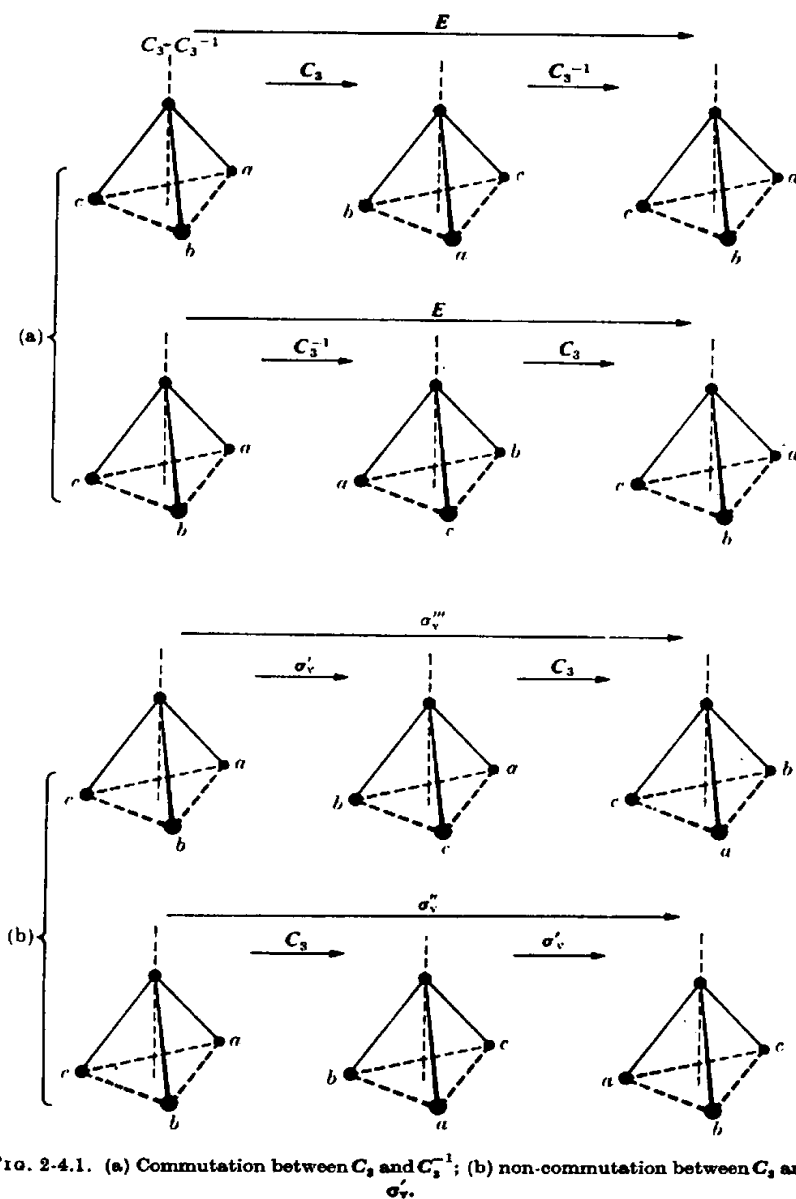 E
C₃-C₃⁻¹
C₃
C₃⁻¹
c
a
b
b
c
a
c
a
b
(a)
E
C₃⁻¹
C₃
c
a
b
a
b
c
c
a
b
σᵥ‴
σᵥ′
C₃
c
a
b
b
a
c
c
b
a
(b)
σᵥ″
C₃
σᵥ′
c
a
b
b
c
a
a
c
b
FIG. 2-4.1. (a) Commutation between C₃ and C₃⁻¹; (b) non-commutation between C₃ an
σᵥ′.